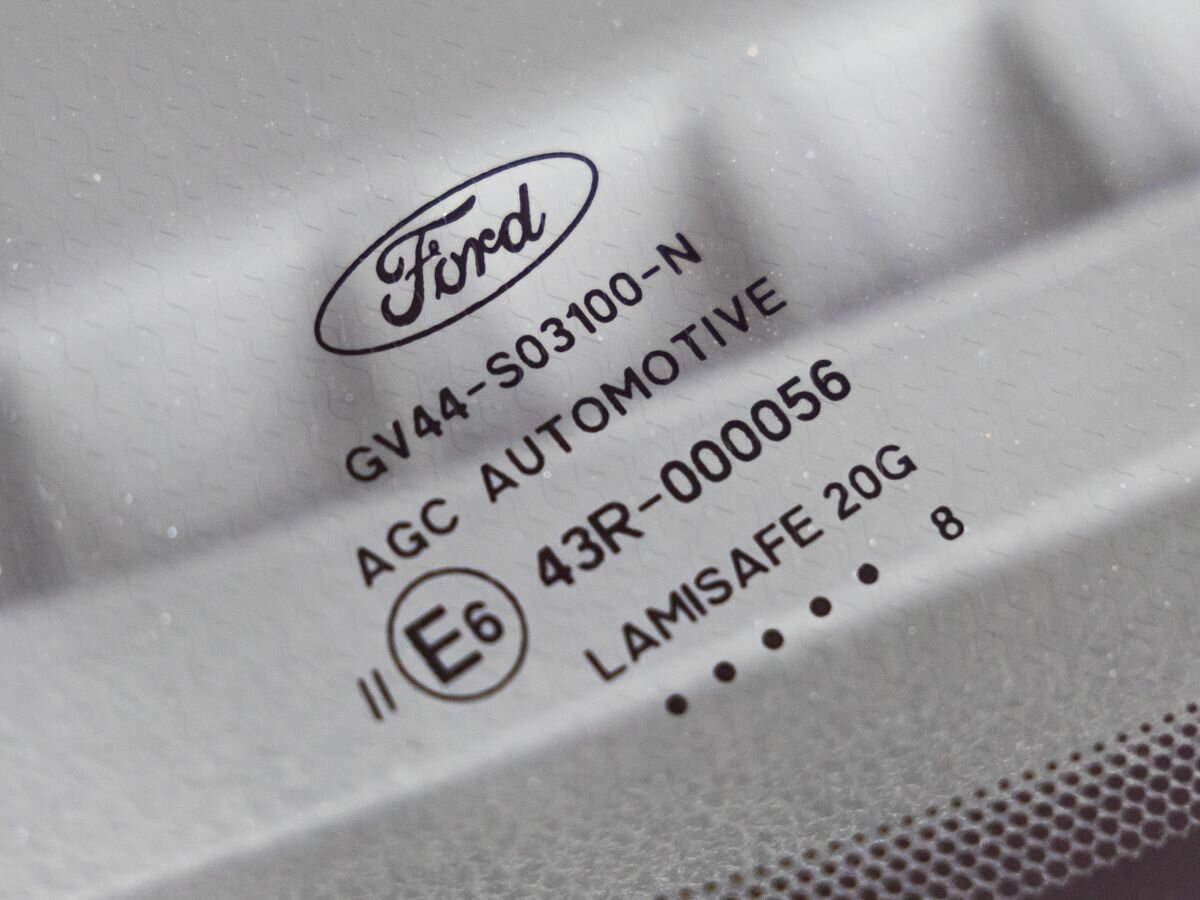 Ford
GV44-S03100-N
AGC AUTOMOTIVE
II E6 43R-000056
LAMISAFE 20G
. . . . . 8